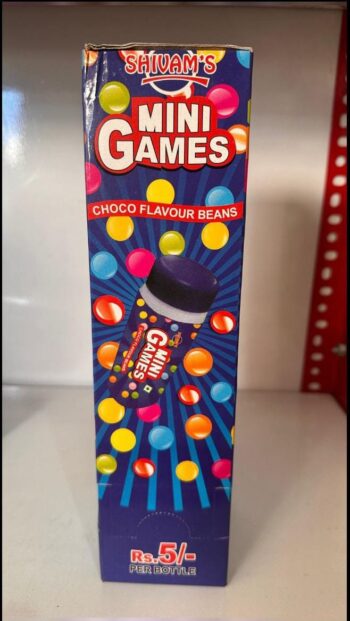 SHIVAM'S
MINI
GAMES
CHOCO FLAVOUR BEANS
MINI
GAMES
Rs.5/-
PER BOTTLE